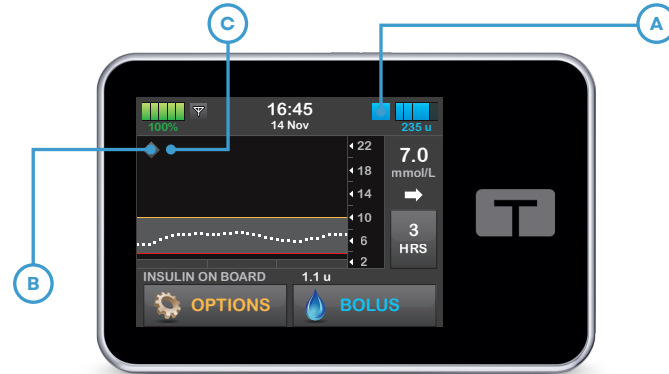 C
A
16:45
14 Nov
100%
235 u
22
7.0
mmol/L
18
14
10
3
HRS
6
2
B
INSULIN ON BOARD 1.1 u
OPTIONS
BOLUS
T